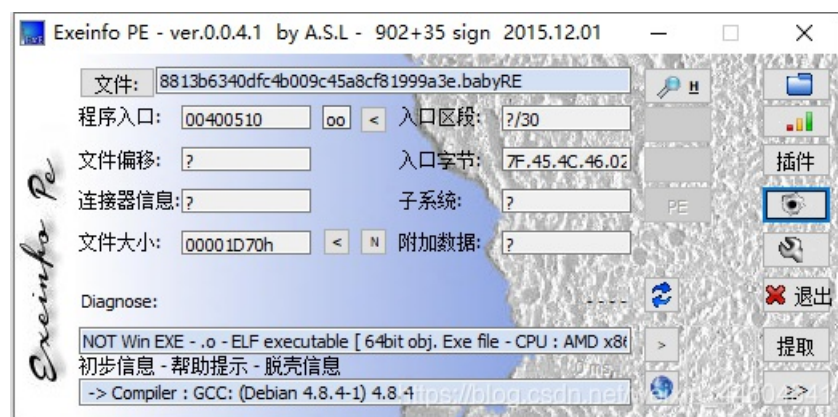 Exeinfo PE - ver.0.0.4.1 by A.S.L - 902+35 sign 2015.12.01
文件: 8813b6340dfc4b009c45a8cf81999a3e.babyRE H
程序入口: 00400510 oo < 入口区段: ?/30
文件偏移: ? 入口字节: 7F.45.4C.46.02 插件
连接器信息: ? 子系统: ? PE
文件大小: 00001D70h < N 附加数据: ?
Exeinfo Pe
Diagnose: ---- 退出
NOT Win EXE - .o - ELF executable [ 64bit obj. Exe file - CPU : AMD x86 > 提取
初步信息 - 帮助提示 - 脱壳信息
-> Compiler : GCC: (Debian 4.8.4-1) 4.8.4 >>